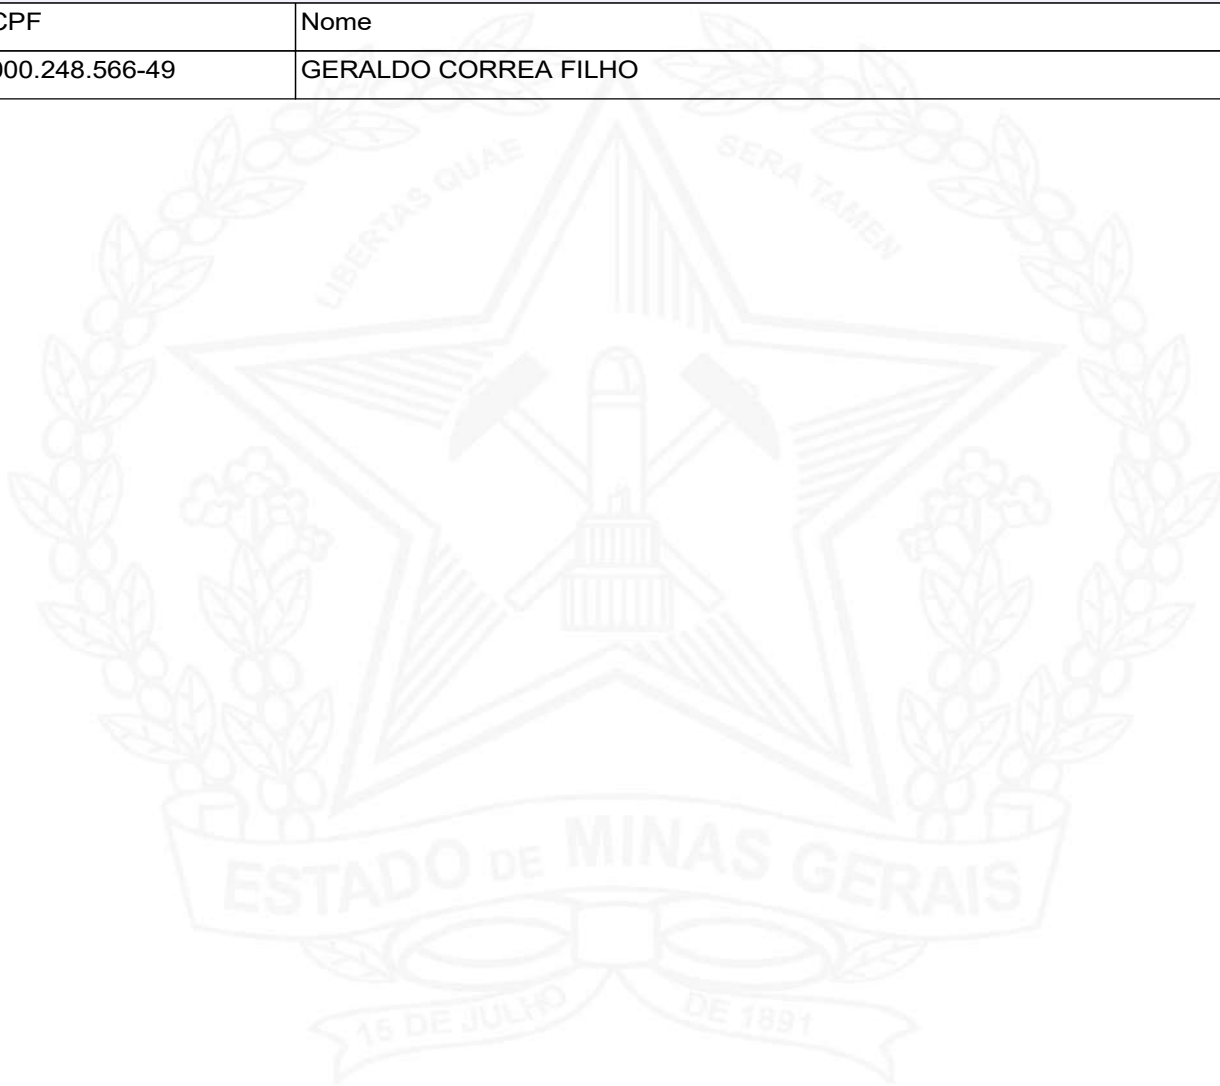 CPF Nome
000.248.566-49 GERALDO CORREA FILHO
LIBERTAS QUAE SERA TAMEN
ESTADO DE MINAS GERAIS
15 DE JULHO DE 1891